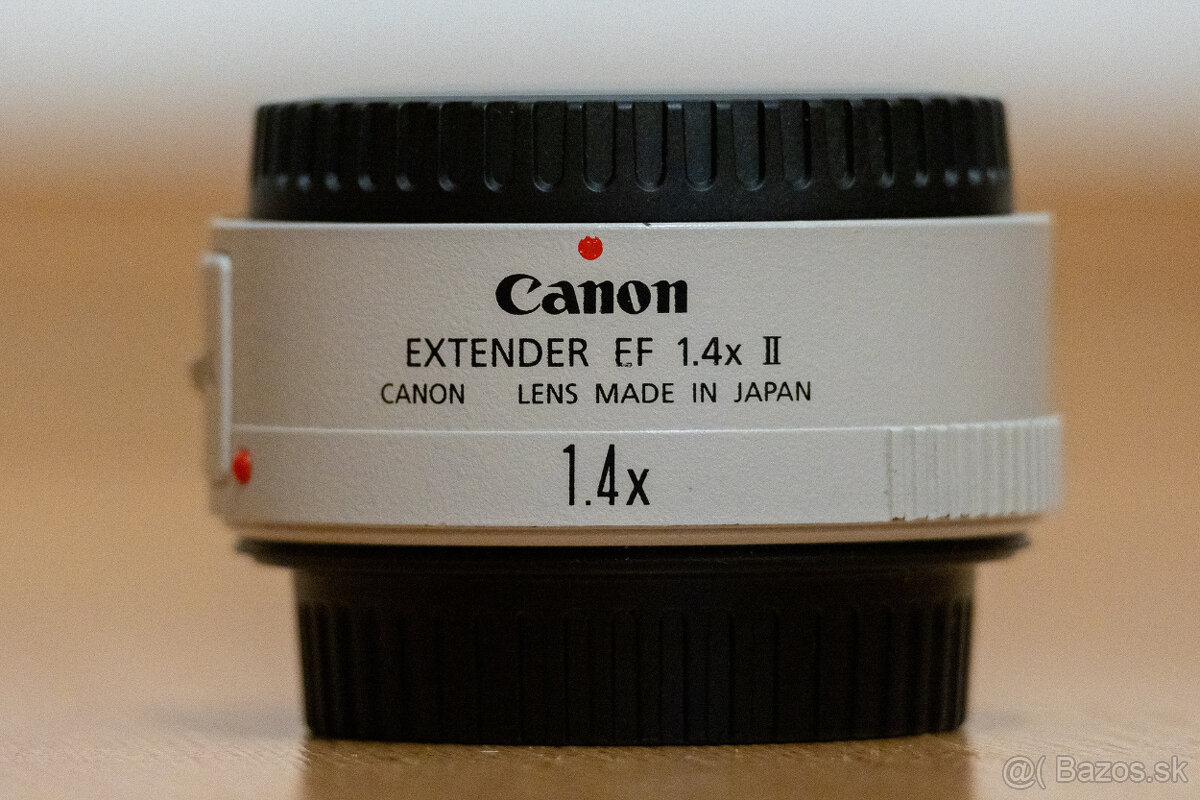 Canon
EXTENDER EF 1.4x II
CANON LENS MADE IN JAPAN
1.4x
@( Bazos.sk